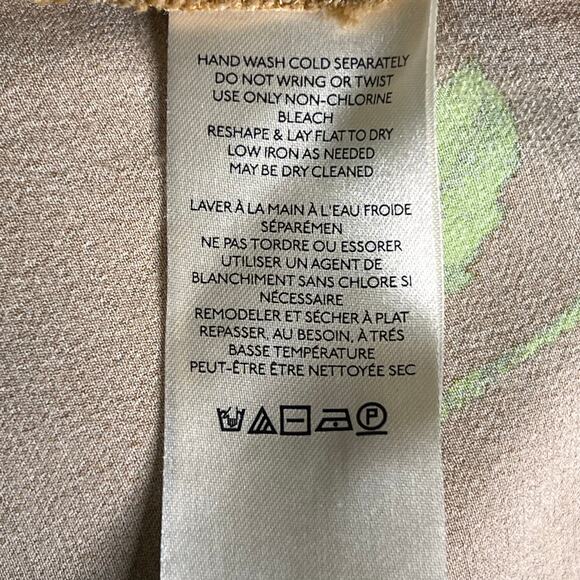 HAND WASH COLD SEPARATELY
DO NOT WRING OR TWIST
USE ONLY NON-CHLORINE
BLEACH
RESHAPE & LAY FLAT TO DRY
LOW IRON AS NEEDED
MAY BE DRY CLEANED
LAVER À LA MAIN À L'EAU FROIDE
SÉPARÉMEN
NE PAS TORDRE OU ESSORER
UTILISER UN AGENT DE
BLANCHIMENT SANS CHLORE SI
NÉCESSAIRE
REMODELER ET SÉCHER À PLAT
REPASSER, AU BESOIN, À TRÉS
BASSE TEMPÉRATURE
PEUT-ÊTRE ÊTRE NETTOYÉE SEC
P